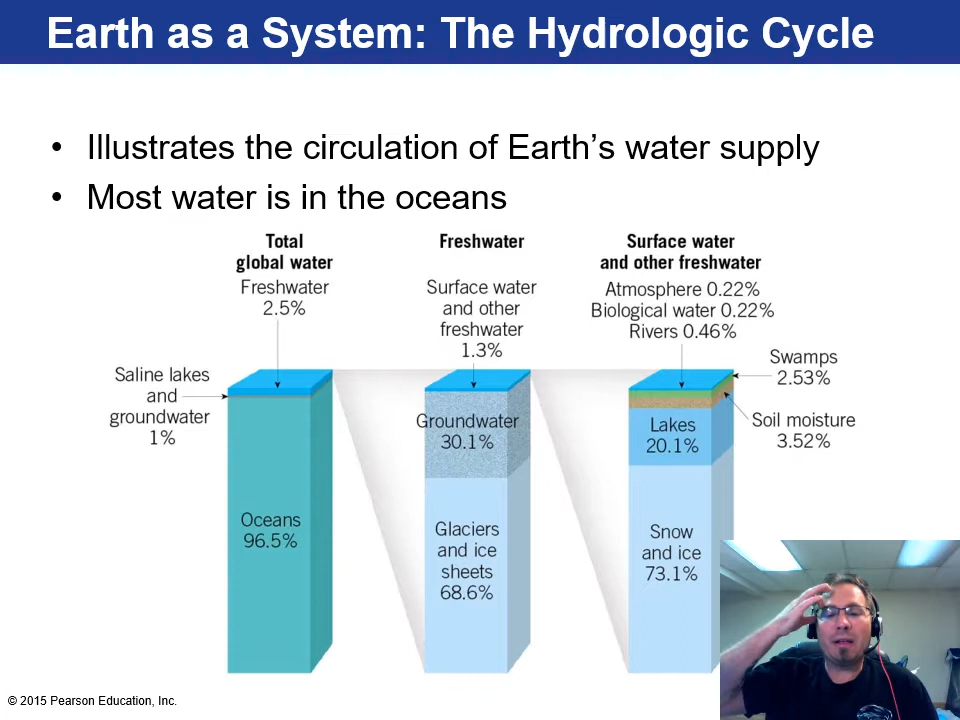 Earth as a System: The Hydrologic Cycle
• Illustrates the circulation of Earth’s water supply
• Most water is in the oceans
Total
global water
Freshwater
2.5%
Saline lakes
and
groundwater
1%
Oceans
96.5%
Freshwater
Surface water
and other
freshwater
1.3%
Groundwater
30.1%
Glaciers
and ice
sheets
68.6%
Surface water
and other freshwater
Atmosphere 0.22%
Biological water 0.22%
Rivers 0.46%
Swamps
2.53%
Soil moisture
3.52%
Lakes
20.1%
Snow
and ice
73.1%
© 2015 Pearson Education, Inc.